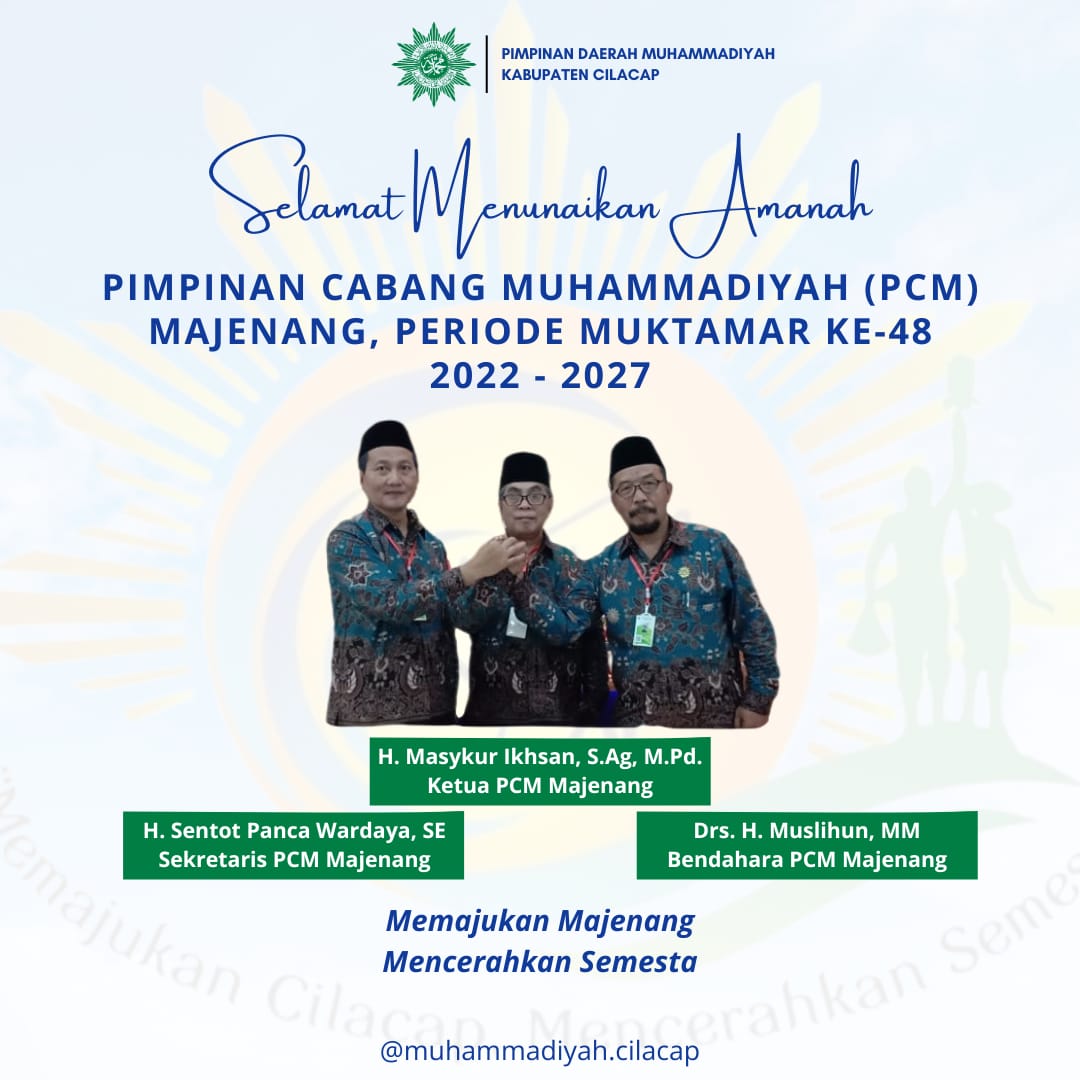 PIMPINAN DAERAH MUHAMMADIYAH
KABUPATEN CILACAP
Selamat Menunaikan Amanah
PIMPINAN CABANG MUHAMMADIYAH (PCM)
MAJENANG, PERIODE MUKTAMAR KE-48
2022 - 2027
H. Masykur Ikhsan, S.Ag, M.Pd.
Ketua PCM Majenang
H. Sentot Panca Wardaya, SE
Sekretaris PCM Majenang
Drs. H. Muslihun, MM
Bendahara PCM Majenang
Memajukan Majenang
Mencerahkan Semesta
"Memajukan Cilacap, Mencerahkan Semes
@muhammadiyah.cilacap